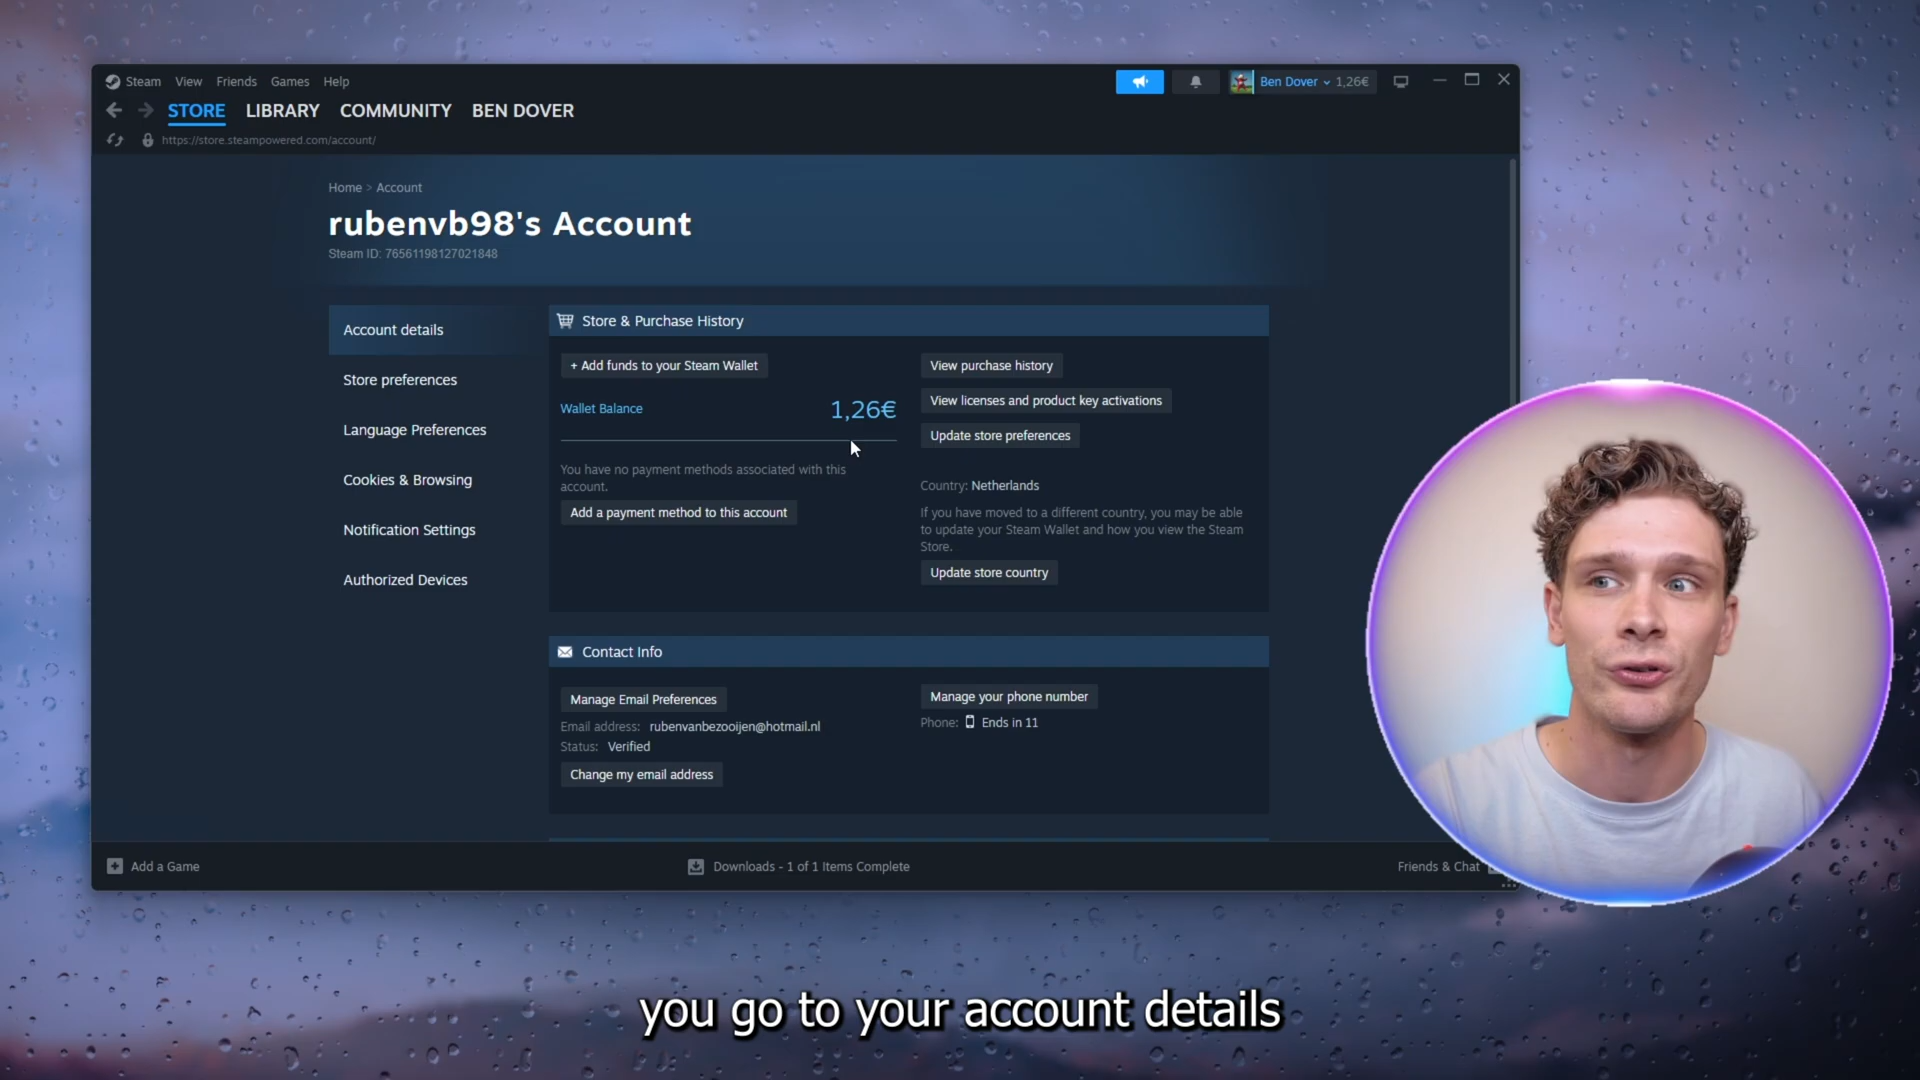 Steam View Friends Games Help
Ben Dover 1,26€
STORE LIBRARY COMMUNITY BEN DOVER
https://store.steampowered.com/account/
Home > Account
rubenvb98's Account
Steam ID: 76561198127021848
Account details
Store preferences
Language Preferences
Cookies & Browsing
Notification Settings
Authorized Devices
Store & Purchase History
+ Add funds to your Steam Wallet
Wallet Balance 1,26€
You have no payment methods associated with this
account.
Add a payment method to this account
View purchase history
View licenses and product key activations
Update store preferences
Country: Netherlands
If you have moved to a different country, you may be able
to update your Steam Wallet and how you view the Steam
Store.
Update store country
Contact Info
Manage Email Preferences
Email address: rubenvanbezooijen@hotmail.nl
Status: Verified
Change my email address
Manage your phone number
Phone: Ends in 11
+ Add a Game
Downloads - 1 of 1 Items Complete
Friends & Chat
you go to your account details